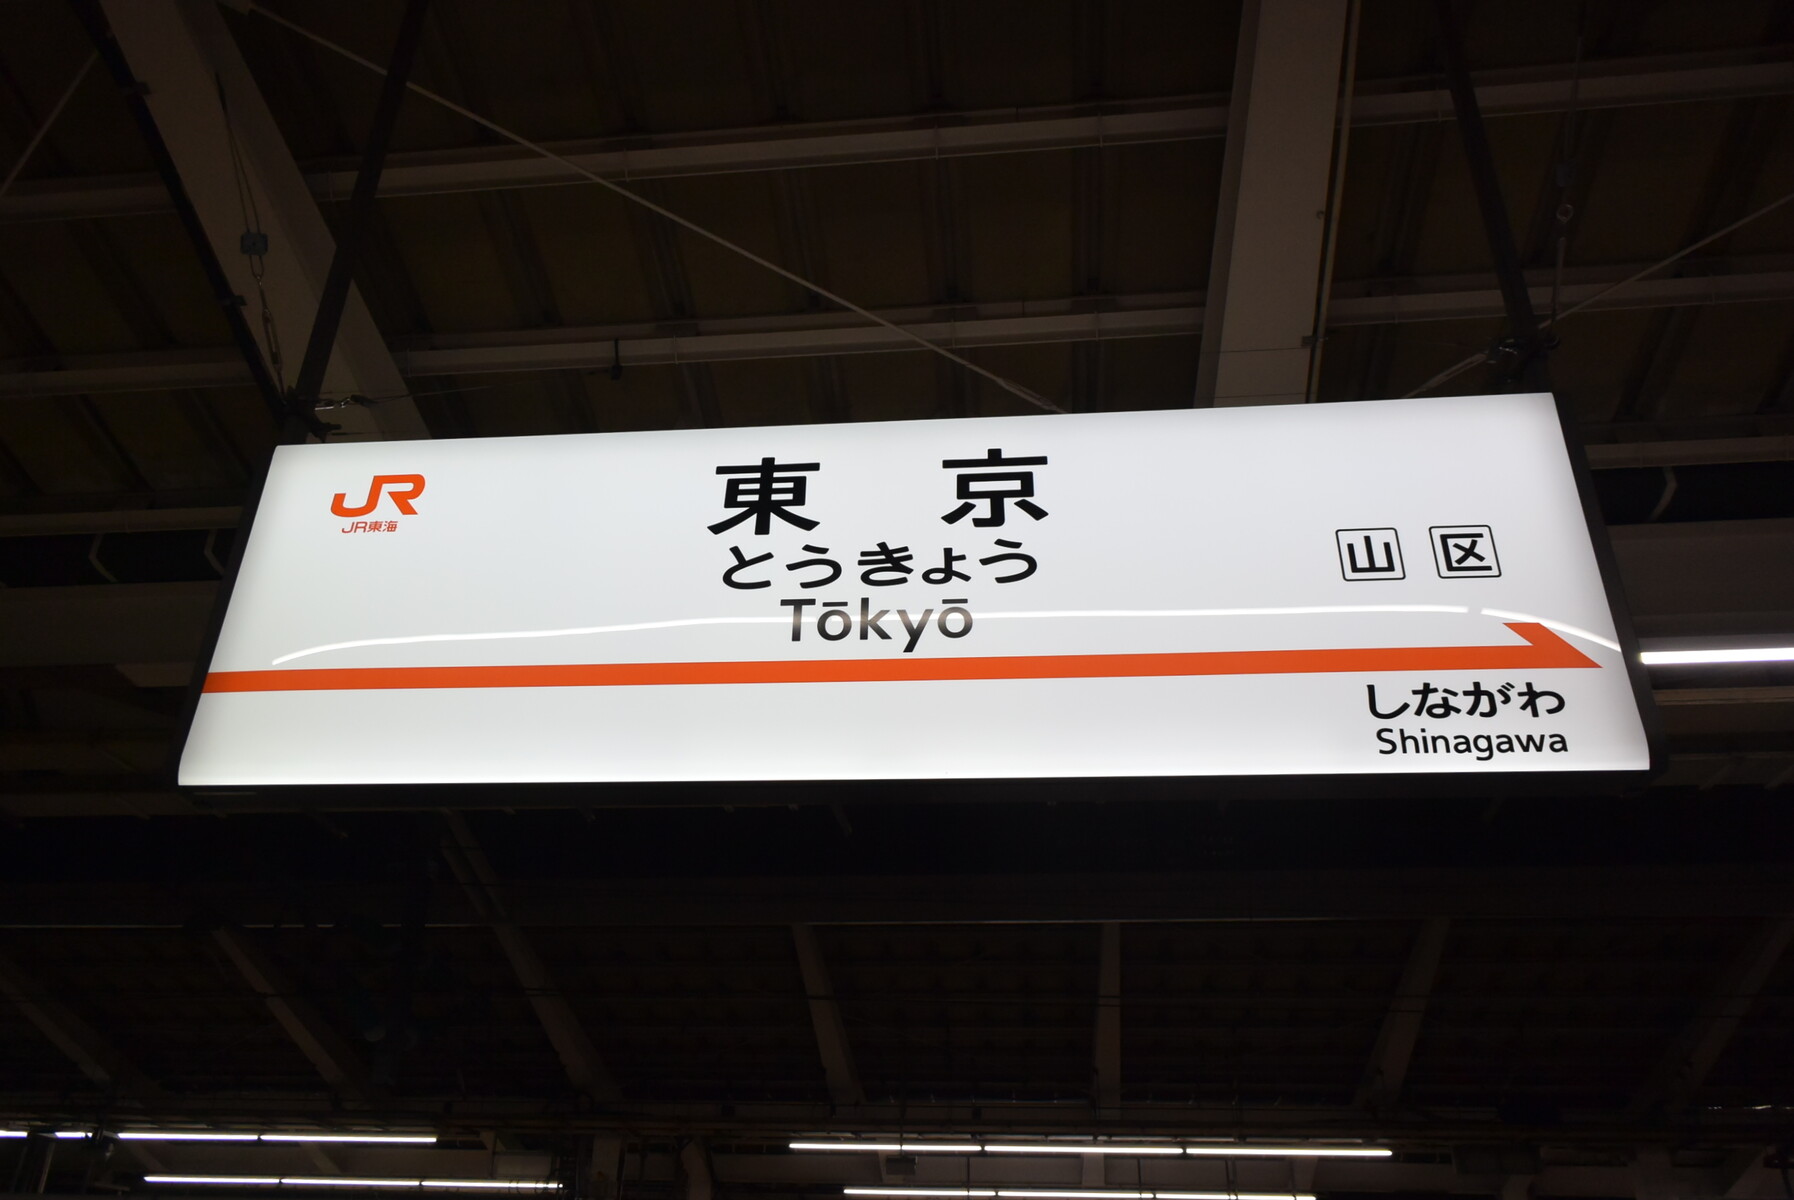 JR
JR東海
東京
とうきょう
Tōkyō
山 区
しながわ
Shinagawa